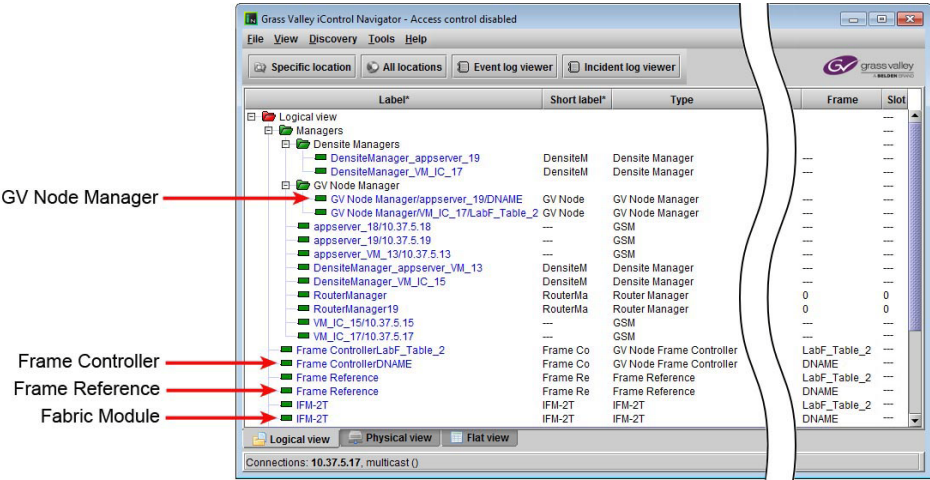 Grass Valley iControl Navigator - Access control disabled
File View Discovery Tools Help
Specific location All locations Event log viewer Incident log viewer
GV grass valley
A BELDEN BRAND
Label* Short label* Type Frame Slot
Logical view ---
Managers ---
Densite Managers ---
DensiteManager_appserver_19 DensiteM Densite Manager --- ---
DensiteManager_VM_IC_17 DensiteM Densite Manager --- ---
GV Node Manager ---
GV Node Manager GV Node Manager/appserver_19/DNAME GV Node GV Node Manager --- ---
GV Node Manager/VM_IC_17/LabF_Table_2 GV Node GV Node Manager --- ---
appserver_18/10.37.5.18 --- GSM --- ---
appserver_19/10.37.5.19 --- GSM --- ---
appserver_VM_13/10.37.5.13 --- GSM --- ---
DensiteManager_appserver_VM_13 DensiteM Densite Manager --- ---
DensiteManager_VM_IC_15 DensiteM Densite Manager --- ---
RouterManager RouterMa Router Manager 0 0
RouterManager19 RouterMa Router Manager 0 0
VM_IC_15/10.37.5.15 --- GSM --- ---
VM_IC_17/10.37.5.17 --- GSM --- ---
Frame ControllerLabF_Table_2 Frame Co GV Node Frame Controller LabF_Table_2 ---
Frame Controller Frame ControllerDNAME Frame Co GV Node Frame Controller DNAME ---
Frame Reference Frame Re Frame Reference LabF_Table_2 ---
Frame Reference Frame Reference Frame Re Frame Reference DNAME ---
IFM-2T IFM-2T IFM-2T LabF_Table_2 ---
Fabric Module IFM-2T IFM-2T IFM-2T DNAME ---
Logical view Physical view Flat view
Connections: 10.37.5.17, multicast ()